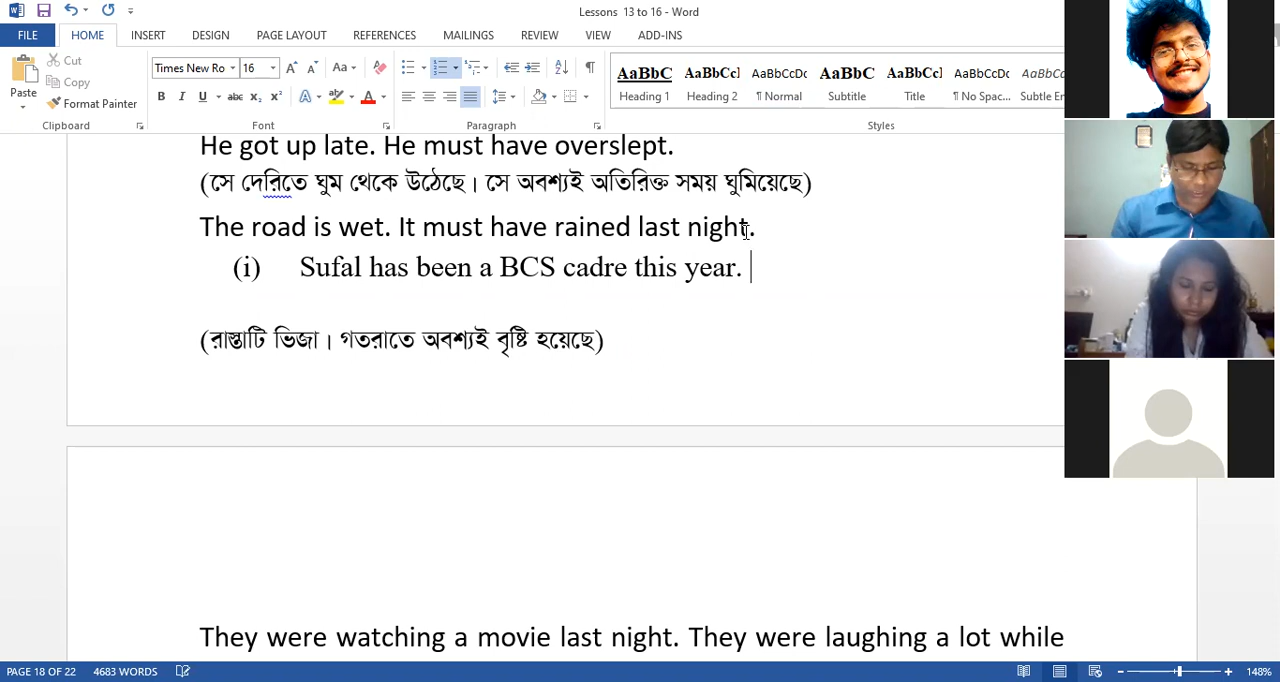 Lessons 13 to 16 - Word
FILE HOME INSERT DESIGN PAGE LAYOUT REFERENCES MAILINGS REVIEW VIEW ADD-INS
Cut
Copy
Paste
Format Painter
Times New Ro 16
Clipboard Font Paragraph Styles
AaBbC AaBbCcI AaBbCcDc AaBbC AaBbCcI AaBbCcDc AaBbCc
Heading 1 Heading 2 ¶ Normal Subtitle Title ¶ No Spac... Subtle Em
He got up late. He must have overslept.
(সে দেরিতে ঘুম থেকে উঠেছে। সে অবশ্যই অতিরিক্ত সময় ঘুমিয়েছে)
The road is wet. It must have rained last night.
(i) Sufal has been a BCS cadre this year.
(রাস্তাটি ভিজা। গতরাতে অবশ্যই বৃষ্টি হয়েছে)
They were watching a movie last night. They were laughing a lot while
PAGE 18 OF 22 4683 WORDS 148%